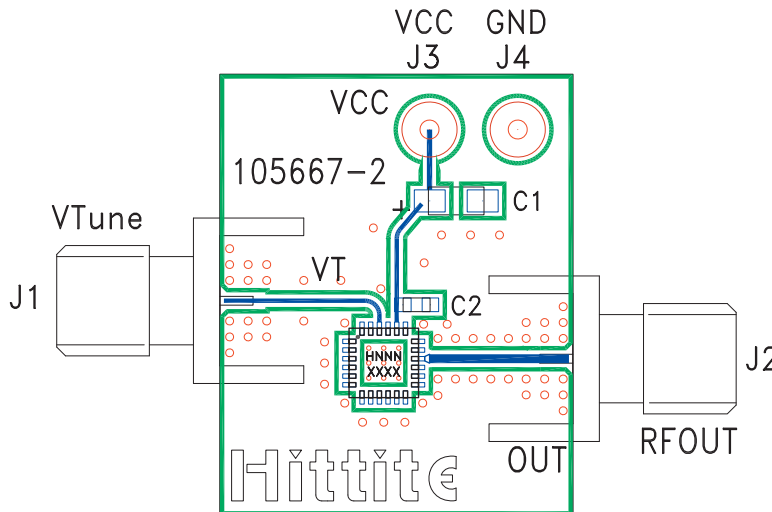 VCC GND
J3 J4
VCC
105667-2
C1
VTune
VT
J1
C2
HNNN
XXXX
J2
RFOUT
OUT
Hittite